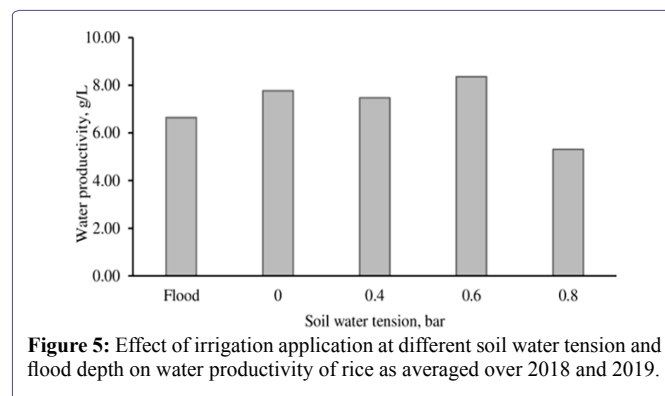 10.00
8.00
6.00
4.00
2.00
0.00
Water productivity, g/L
Flood 0 0.4 0.6 0.8
Soil water tension, bar
Figure 5: Effect of irrigation application at different soil water tension and
flood depth on water productivity of rice as averaged over 2018 and 2019.